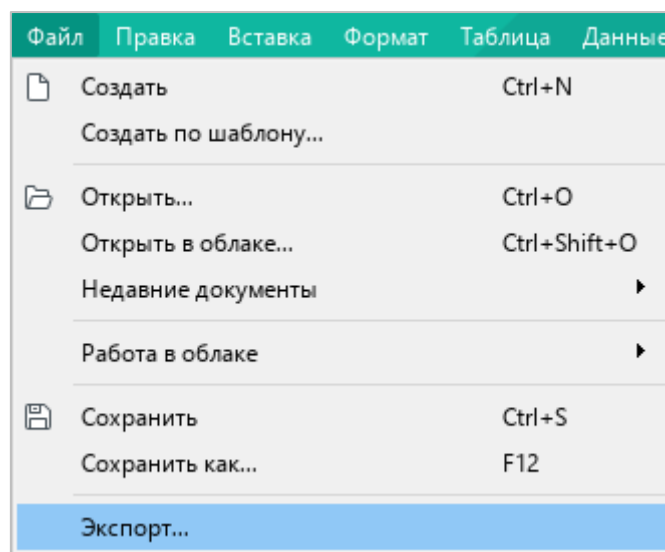 Файл Правка Вставка Формат Таблица Данные
Создать Ctrl+N
Создать по шаблону...
Открыть... Ctrl+O
Открыть в облаке... Ctrl+Shift+O
Недавние документы
Работа в облаке
Сохранить Ctrl+S
Сохранить как... F12
Экспорт...